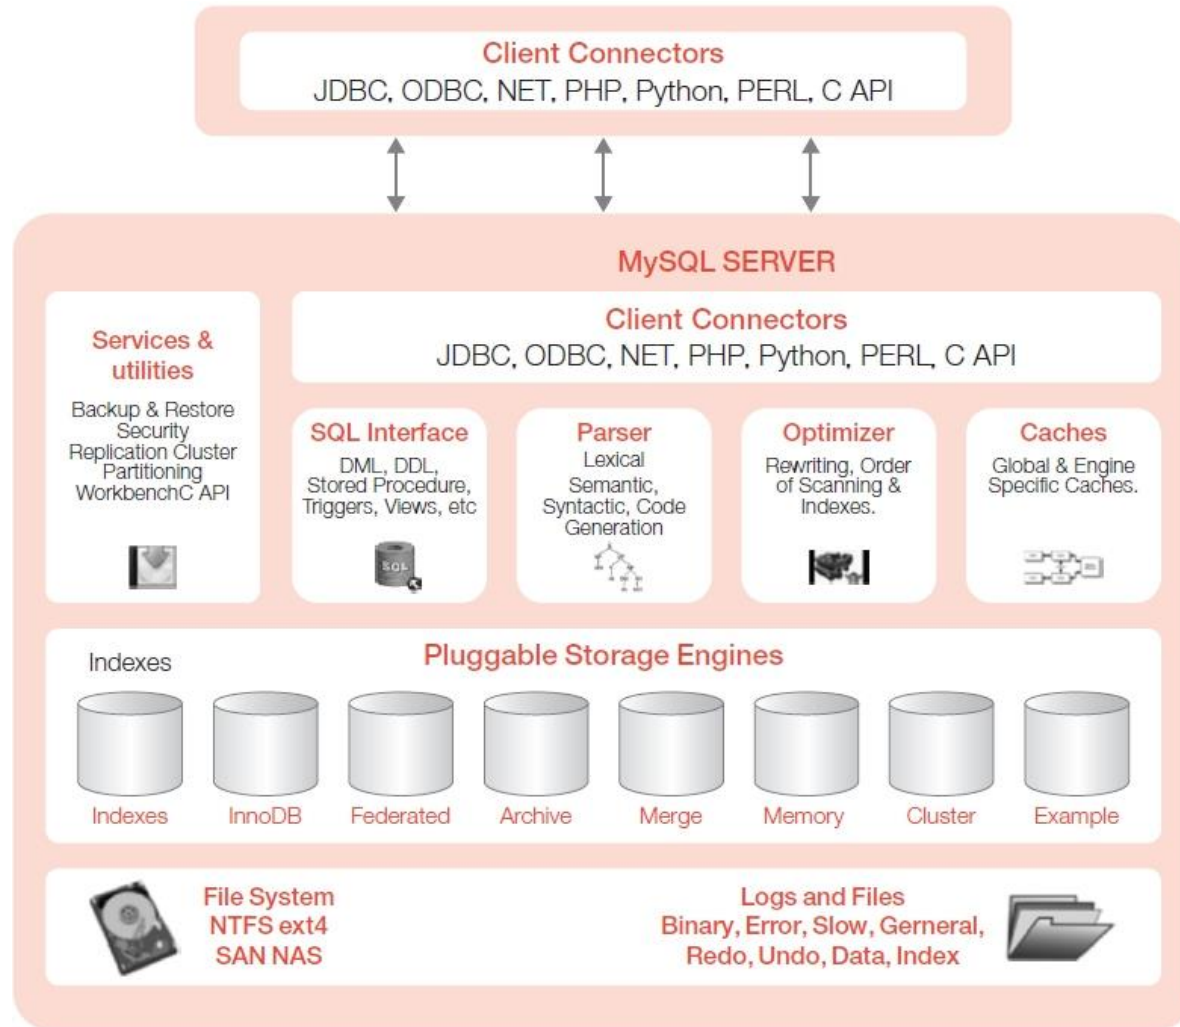 Client Connectors
JDBC, ODBC, NET, PHP, Python, PERL, C API
MySQL SERVER
Services &
utilities
Backup & Restore
Security
Replication Cluster
Partitioning
WorkbenchC API
Client Connectors
JDBC, ODBC, NET, PHP, Python, PERL, C API
SQL Interface
DML, DDL,
Stored Procedure,
Triggers, Views, etc
SQL
Parser
Lexical
Semantic,
Syntactic, Code
Generation
Optimizer
Rewriting, Order
of Scanning &
Indexes.
Caches
Global & Engine
Specific Caches.
Indexes
Pluggable Storage Engines
Indexes
InnoDB
Federated
Archive
Merge
Memory
Cluster
Example
File System
NTFS ext4
SAN NAS
Logs and Files
Binary, Error, Slow, Gerneral,
Redo, Undo, Data, Index